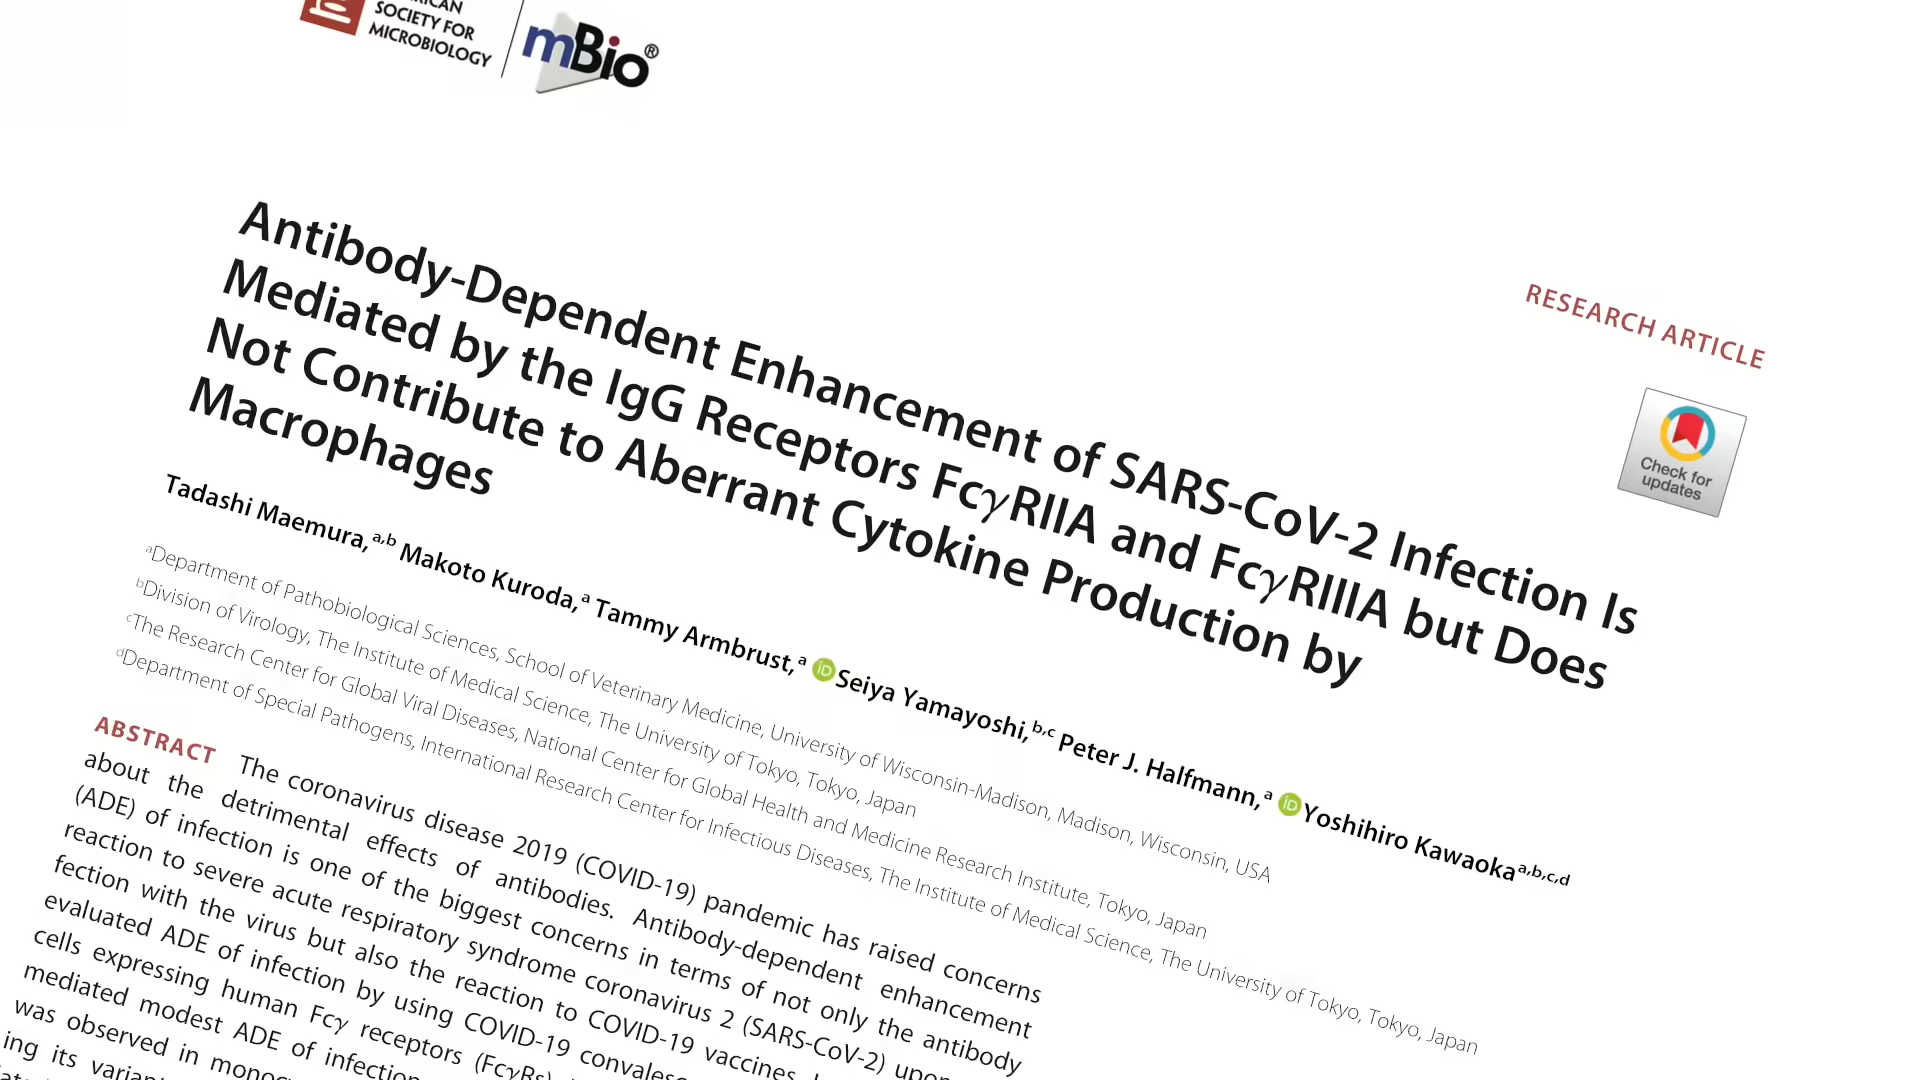 SOCIETY FOR
MICROBIOLOGY
mBio®
RESEARCH ARTICLE
Check for
updates
Antibody-Dependent Enhancement of SARS-CoV-2 Infection Is
Mediated by the IgG Receptors FcγRIIA and FcγRIIIA but Does
Not Contribute to Aberrant Cytokine Production by
Macrophages
Tadashi Maemura,a,b Makoto Kuroda,a Tammy Armbrust,a iD Seiya Yamayoshi,b,c Peter J. Halfmann,a iD Yoshihiro Kawaokaa,b,c,d
aDepartment of Pathobiological Sciences, School of Veterinary Medicine, University of Wisconsin-Madison, Madison, Wisconsin, USA
bDivision of Virology, The Institute of Medical Science, The University of Tokyo, Tokyo, Japan
cThe Research Center for Global Viral Diseases, National Center for Global Health and Medicine Research Institute, Tokyo, Japan
dDepartment of Special Pathogens, International Research Center for Infectious Diseases, The Institute of Medical Science, The University of Tokyo, Tokyo, Japan
ABSTRACT The coronavirus disease 2019 (COVID-19) pandemic has raised concerns
about the detrimental effects of antibodies. Antibody-dependent enhancement
(ADE) of infection is one of the biggest concerns in terms of not only the antibody
reaction to severe acute respiratory syndrome coronavirus 2 (SARS-CoV-2) upon
fection with the virus but also the reaction to COVID-19 vaccines.
evaluated ADE of infection by using COVID-19
cells expressing human Fcγ receptors (FcγRs)
mediated modest ADE of infection
was observed in
ing its